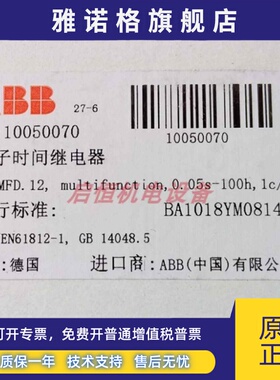 雅诺格旗舰店
ABB
27-6
10050070
10050070
子时间继电器
MFD.12, multifunction,0.05s-100h,1c/
后恒机电设备
行标准:
BA1018YM0814
EN61812-1, GB 14048.5
:德国
进口商:ABB(中国)有限公
可开专票,免费开普通增值税发票
质保一年 技术支持 售后无忧
原
正